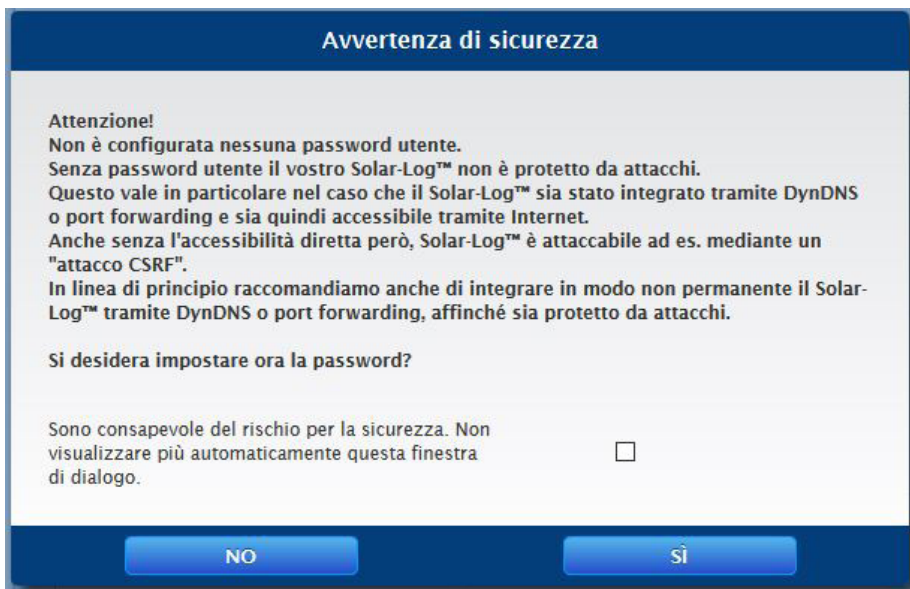 Avvertenza di sicurezza
Attenzione!
Non è configurata nessuna password utente.
Senza password utente il vostro Solar-Log™ non è protetto da attacchi.
Questo vale in particolare nel caso che il Solar-Log™ sia stato integrato tramite DynDNS
o port forwarding e sia quindi accessibile tramite Internet.
Anche senza l'accessibilità diretta però, Solar-Log™ è attaccabile ad es. mediante un
"attacco CSRF".
In linea di principio raccomandiamo anche di integrare in modo non permanente il Solar-
Log™ tramite DynDNS o port forwarding, affinché sia protetto da attacchi.
Si desidera impostare ora la password?
Sono consapevole del rischio per la sicurezza. Non
visualizzare più automaticamente questa finestra
di dialogo.
NO
SÌ